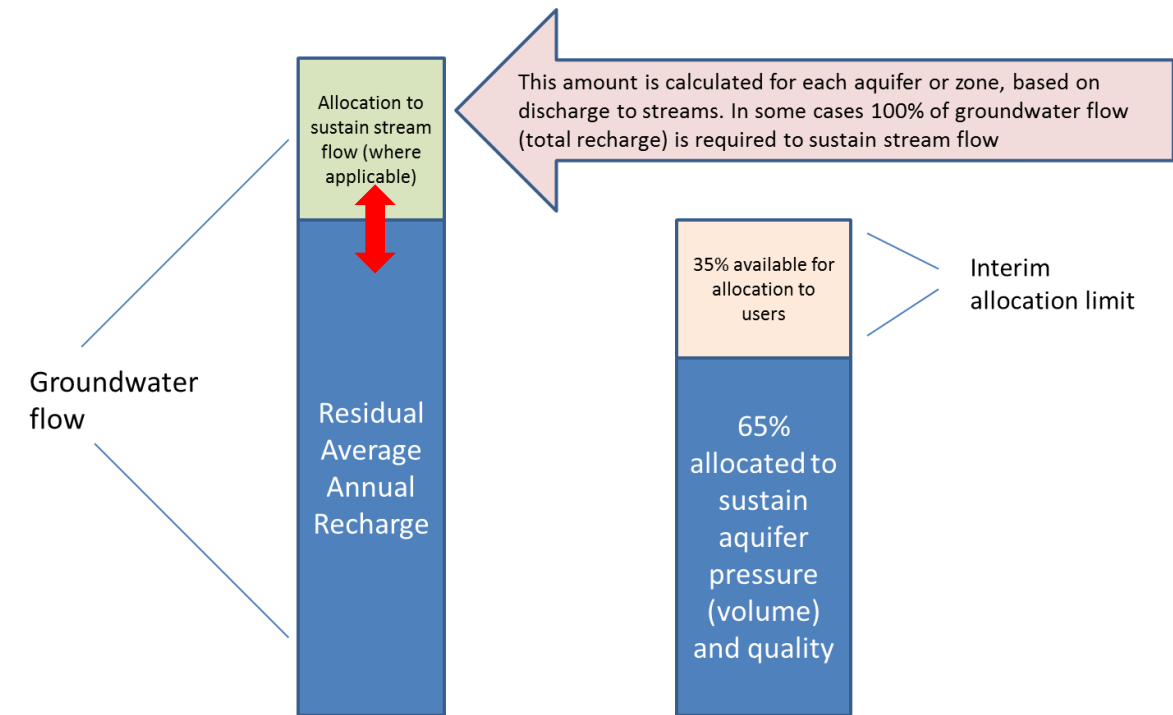 This amount is calculated for each aquifer or zone, based on
discharge to streams. In some cases 100% of groundwater flow
(total recharge) is required to sustain stream flow
Allocation to
sustain stream
flow (where
applicable)
35% available for
allocation to
users
Interim
allocation limit
Groundwater
flow
Residual
Average
Annual
Recharge
65%
allocated to
sustain
aquifer
pressure
(volume)
and quality